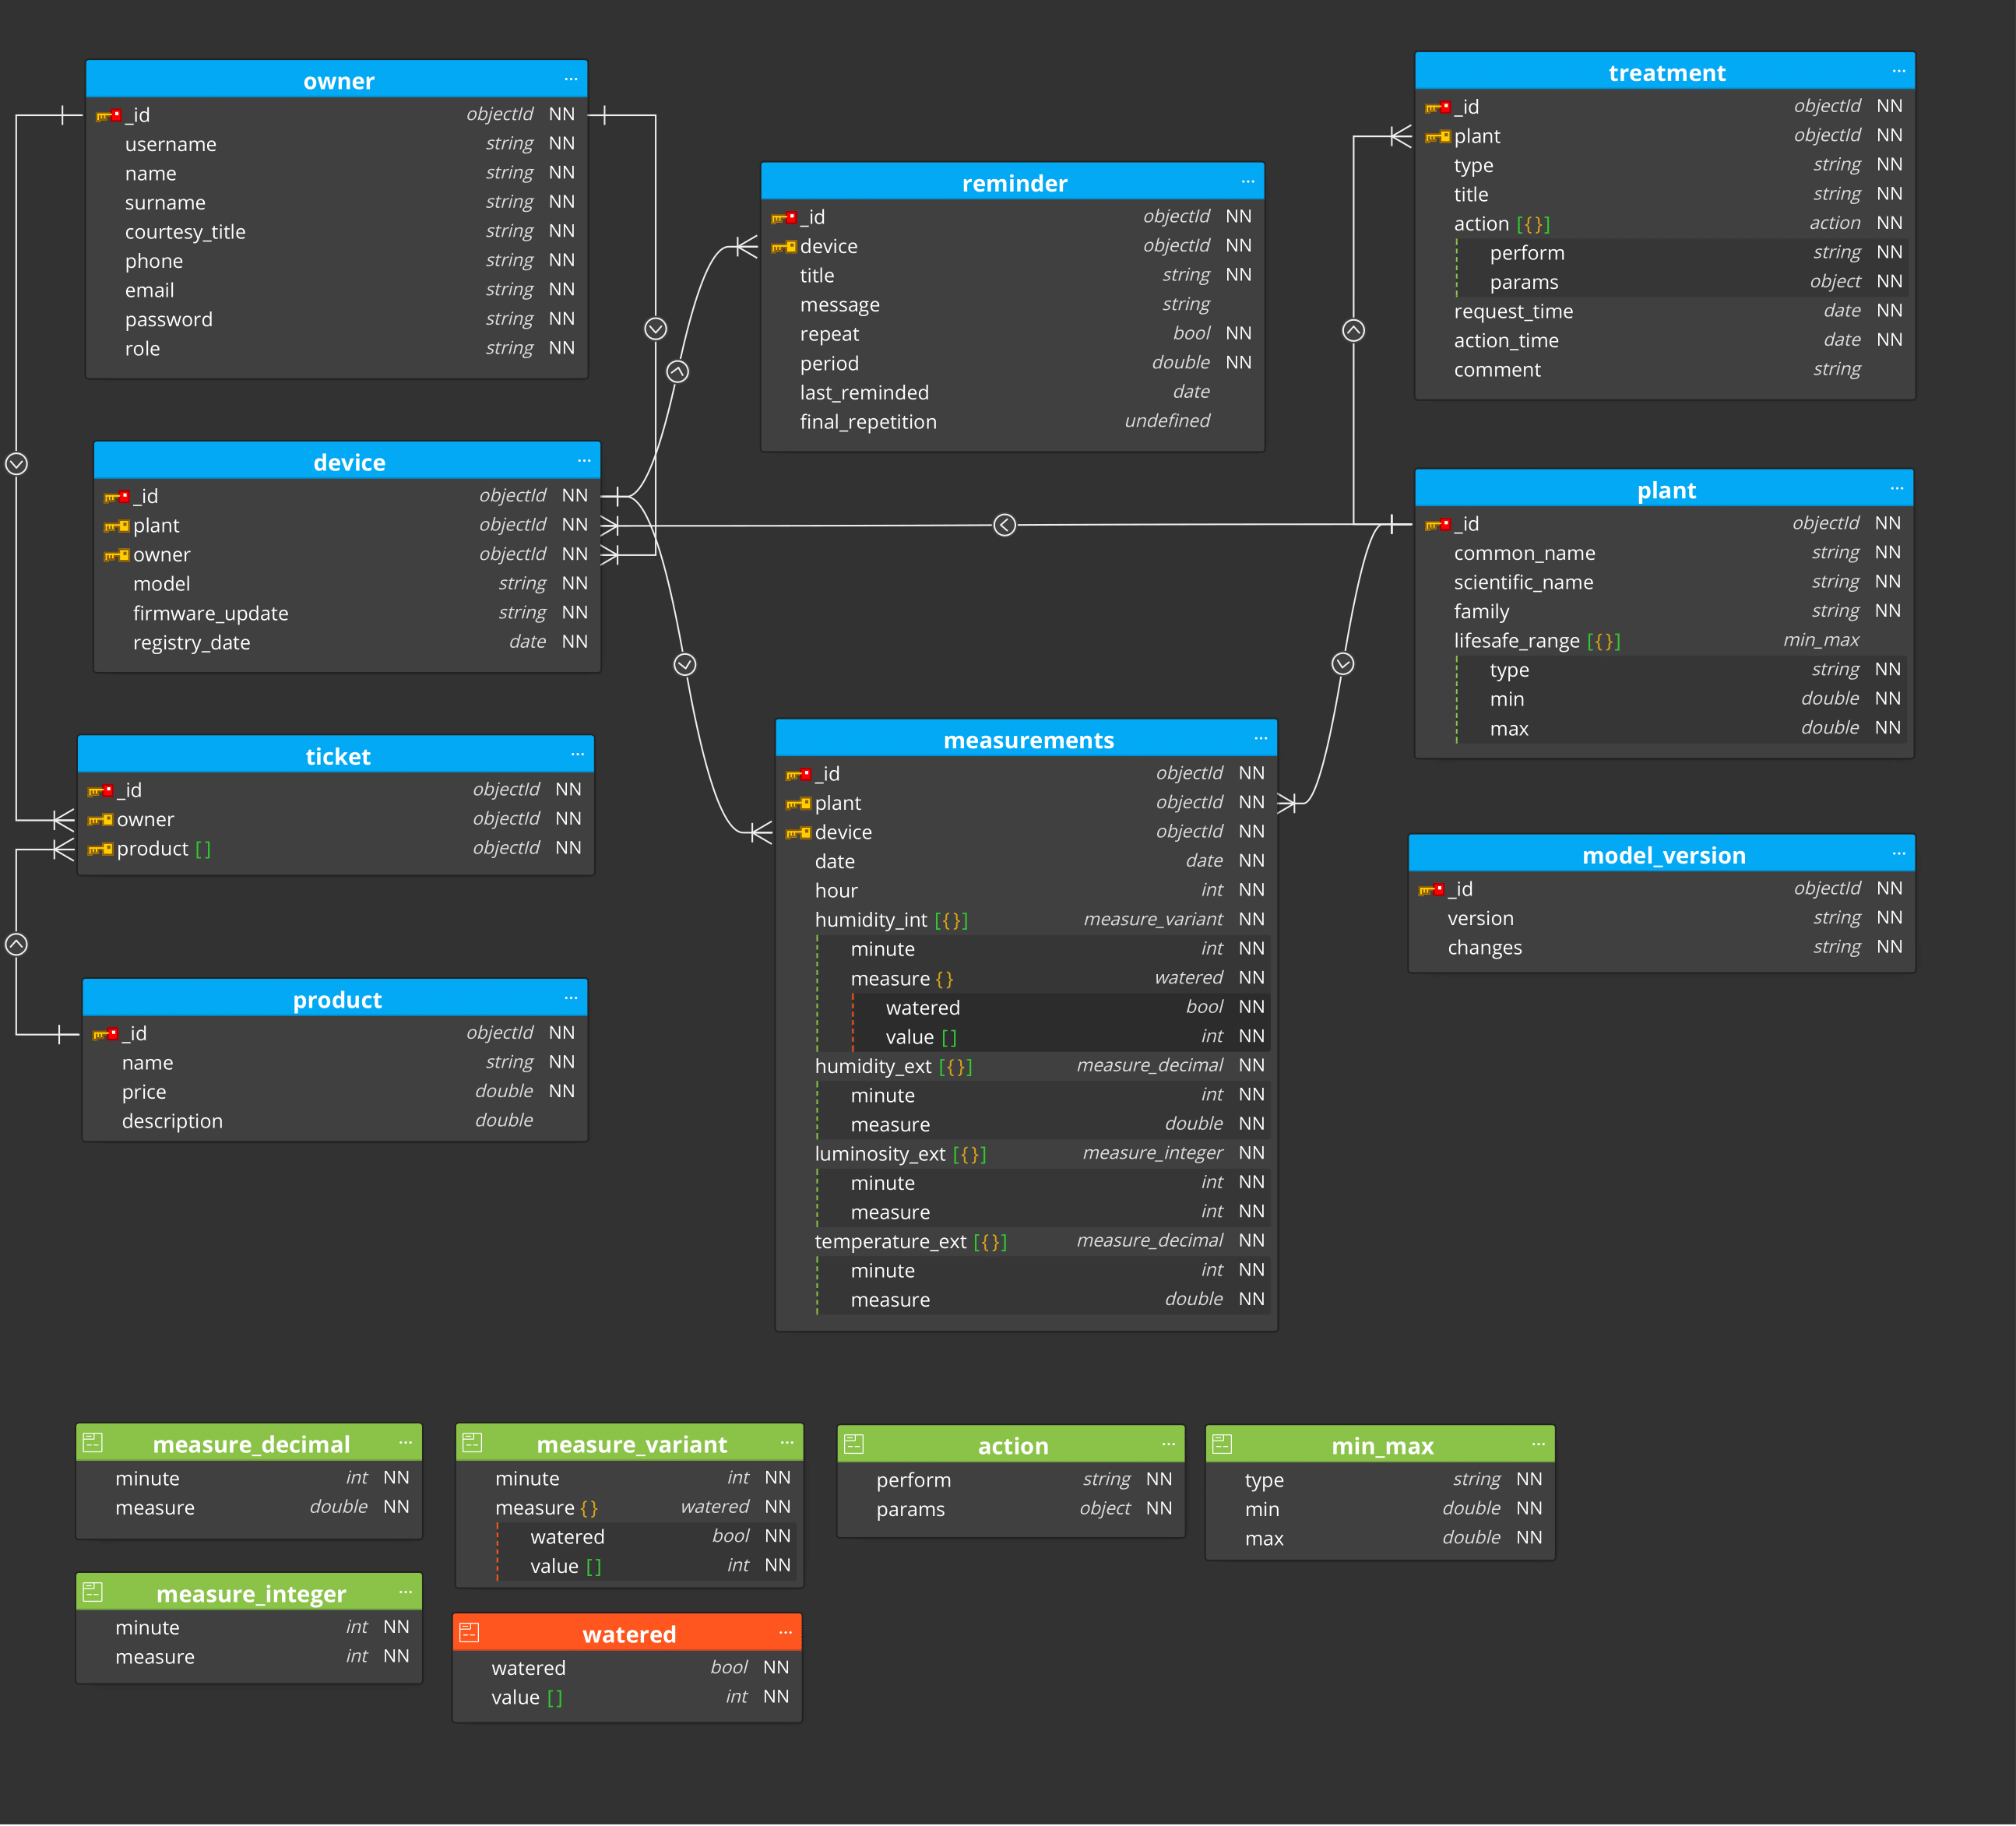 owner ...
_id objectId NN
username string NN
name string NN
surname string NN
courtesy_title string NN
phone string NN
email string NN
password string NN
role string NN
device ...
_id objectId NN
plant objectId NN
owner objectId NN
model string NN
firmware_update string NN
registry_date date NN
ticket ...
_id objectId NN
owner objectId NN
product [] objectId NN
product ...
_id objectId NN
name string NN
price double NN
description double
reminder ...
_id objectId NN
device objectId NN
title string NN
message string
repeat bool NN
period double NN
last_reminded date
final_repetition undefined
measurements ...
_id objectId NN
plant objectId NN
device objectId NN
date date NN
hour int NN
humidity_int [{}] measure_variant NN
minute int NN
measure {} watered NN
watered bool NN
value [] int NN
humidity_ext [{}] measure_decimal NN
minute int NN
measure double NN
luminosity_ext [{}] measure_integer NN
minute int NN
measure int NN
temperature_ext [{}] measure_decimal NN
minute int NN
measure double NN
treatment ...
_id objectId NN
plant objectId NN
type string NN
title string NN
action [{}] action NN
perform string NN
params object NN
request_time date NN
action_time date NN
comment string
plant ...
_id objectId NN
common_name string NN
scientific_name string NN
family string NN
lifesafe_range [{}] min_max
type string NN
min double NN
max double NN
model_version ...
_id objectId NN
version string NN
changes string NN
measure_decimal ...
minute int NN
measure double NN
measure_integer ...
minute int NN
measure int NN
measure_variant ...
minute int NN
measure {} watered NN
watered bool NN
value [] int NN
watered ...
watered bool NN
value [] int NN
action ...
perform string NN
params object NN
min_max ...
type string NN
min double NN
max double NN